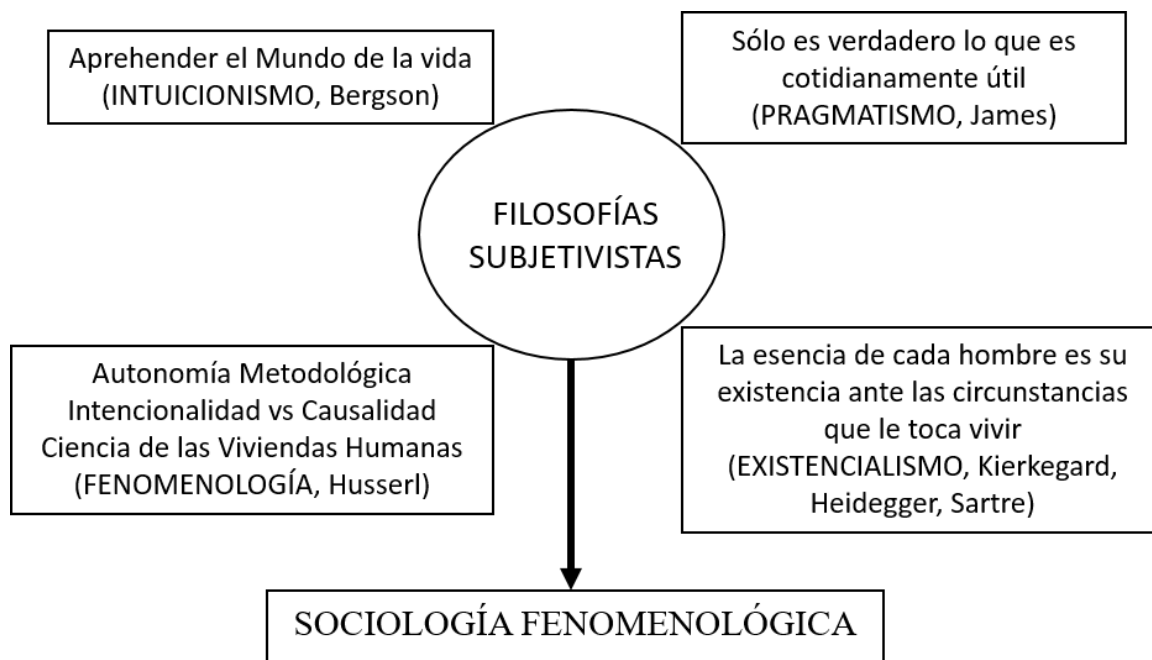 Aprehender el Mundo de la vida
(INTUICIONISMO, Bergson)
Sólo es verdadero lo que es
cotidianamente útil
(PRAGMATISMO, James)
FILOSOFÍAS
SUBJETIVISTAS
Autonomía Metodológica
Intencionalidad vs Causalidad
Ciencia de las Viviendas Humanas
(FENOMENOLOGÍA, Husserl)
La esencia de cada hombre es su
existencia ante las circunstancias
que le toca vivir
(EXISTENCIALISMO, Kierkegard,
Heidegger, Sartre)
SOCIOLOGÍA FENOMENOLÓGICA